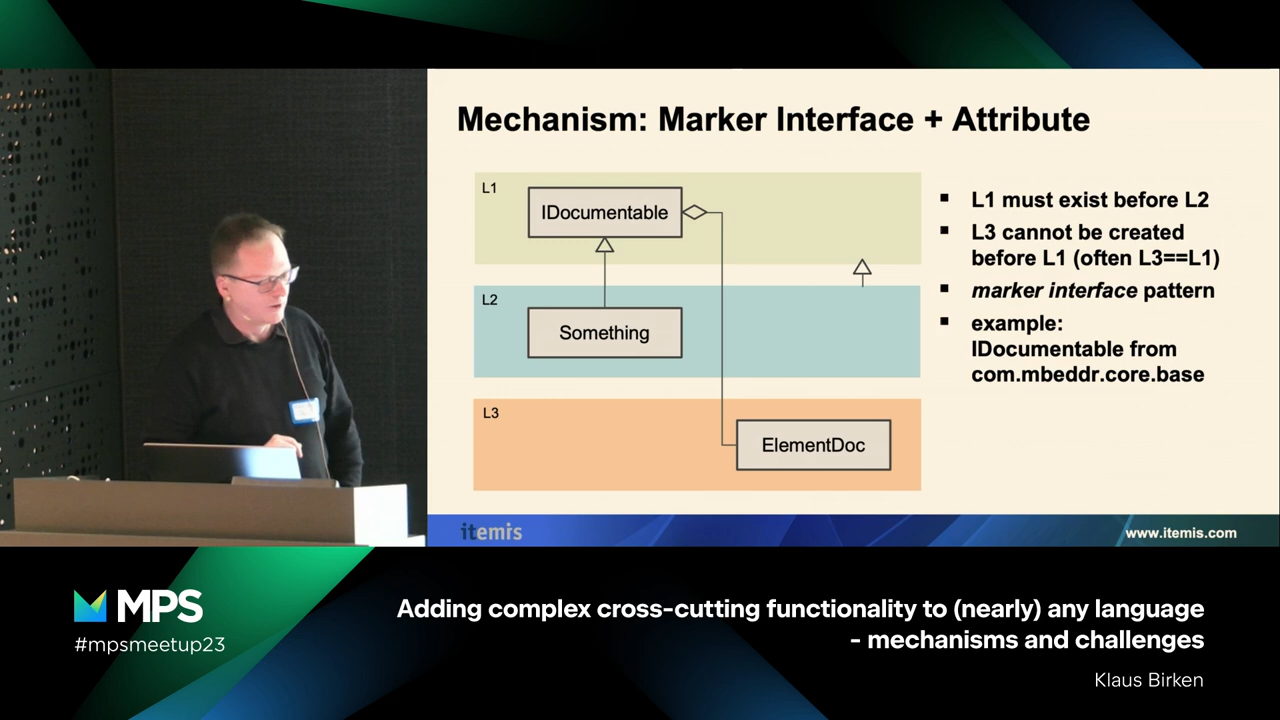 Mechanism: Marker Interface + Attribute
L1
IDocumentable
L2
Something
L3
ElementDoc
L1 must exist before L2
L3 cannot be created
before L1 (often L3==L1)
marker interface pattern
example:
IDocumentable from
com.mbeddr.core.base
itemis
www.itemis.com
MPS
#mpsmeetup23
Adding complex cross-cutting functionality to (nearly) any language
- mechanisms and challenges
Klaus Birken